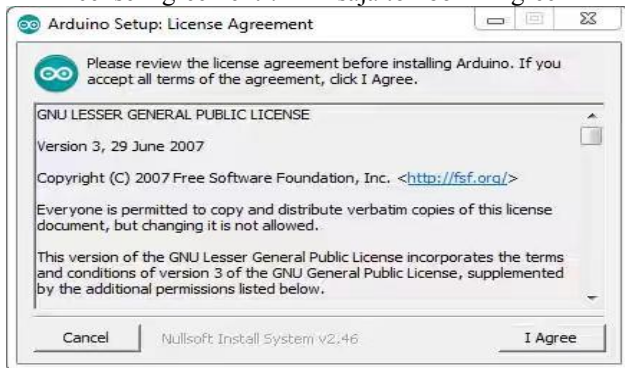 Arduino Setup: License Agreement
Please review the license agreement before installing Arduino. If you
accept all terms of the agreement, click I Agree.
GNU LESSER GENERAL PUBLIC LICENSE
Version 3, 29 June 2007
Copyright (C) 2007 Free Software Foundation, Inc. <http://fsf.org/>
Everyone is permitted to copy and distribute verbatim copies of this license
document, but changing it is not allowed.
This version of the GNU Lesser General Public License incorporates the terms
and conditions of version 3 of the GNU General Public License, supplemented
by the additional permissions listed below.
Cancel
Nullsoft Install System v2.46
I Agree